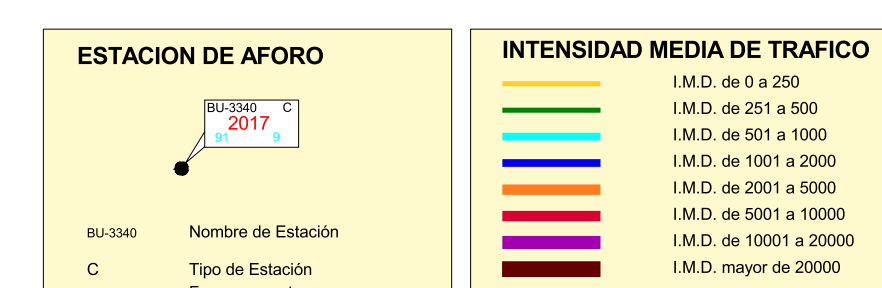 ESTACION DE AFORO
BU-3340 C
2017
91 9
BU-3340 Nombre de Estación
C Tipo de Estación
INTENSIDAD MEDIA DE TRAFICO
I.M.D. de 0 a 250
I.M.D. de 251 a 500
I.M.D. de 501 a 1000
I.M.D. de 1001 a 2000
I.M.D. de 2001 a 5000
I.M.D. de 5001 a 10000
I.M.D. de 10001 a 20000
I.M.D. mayor de 20000